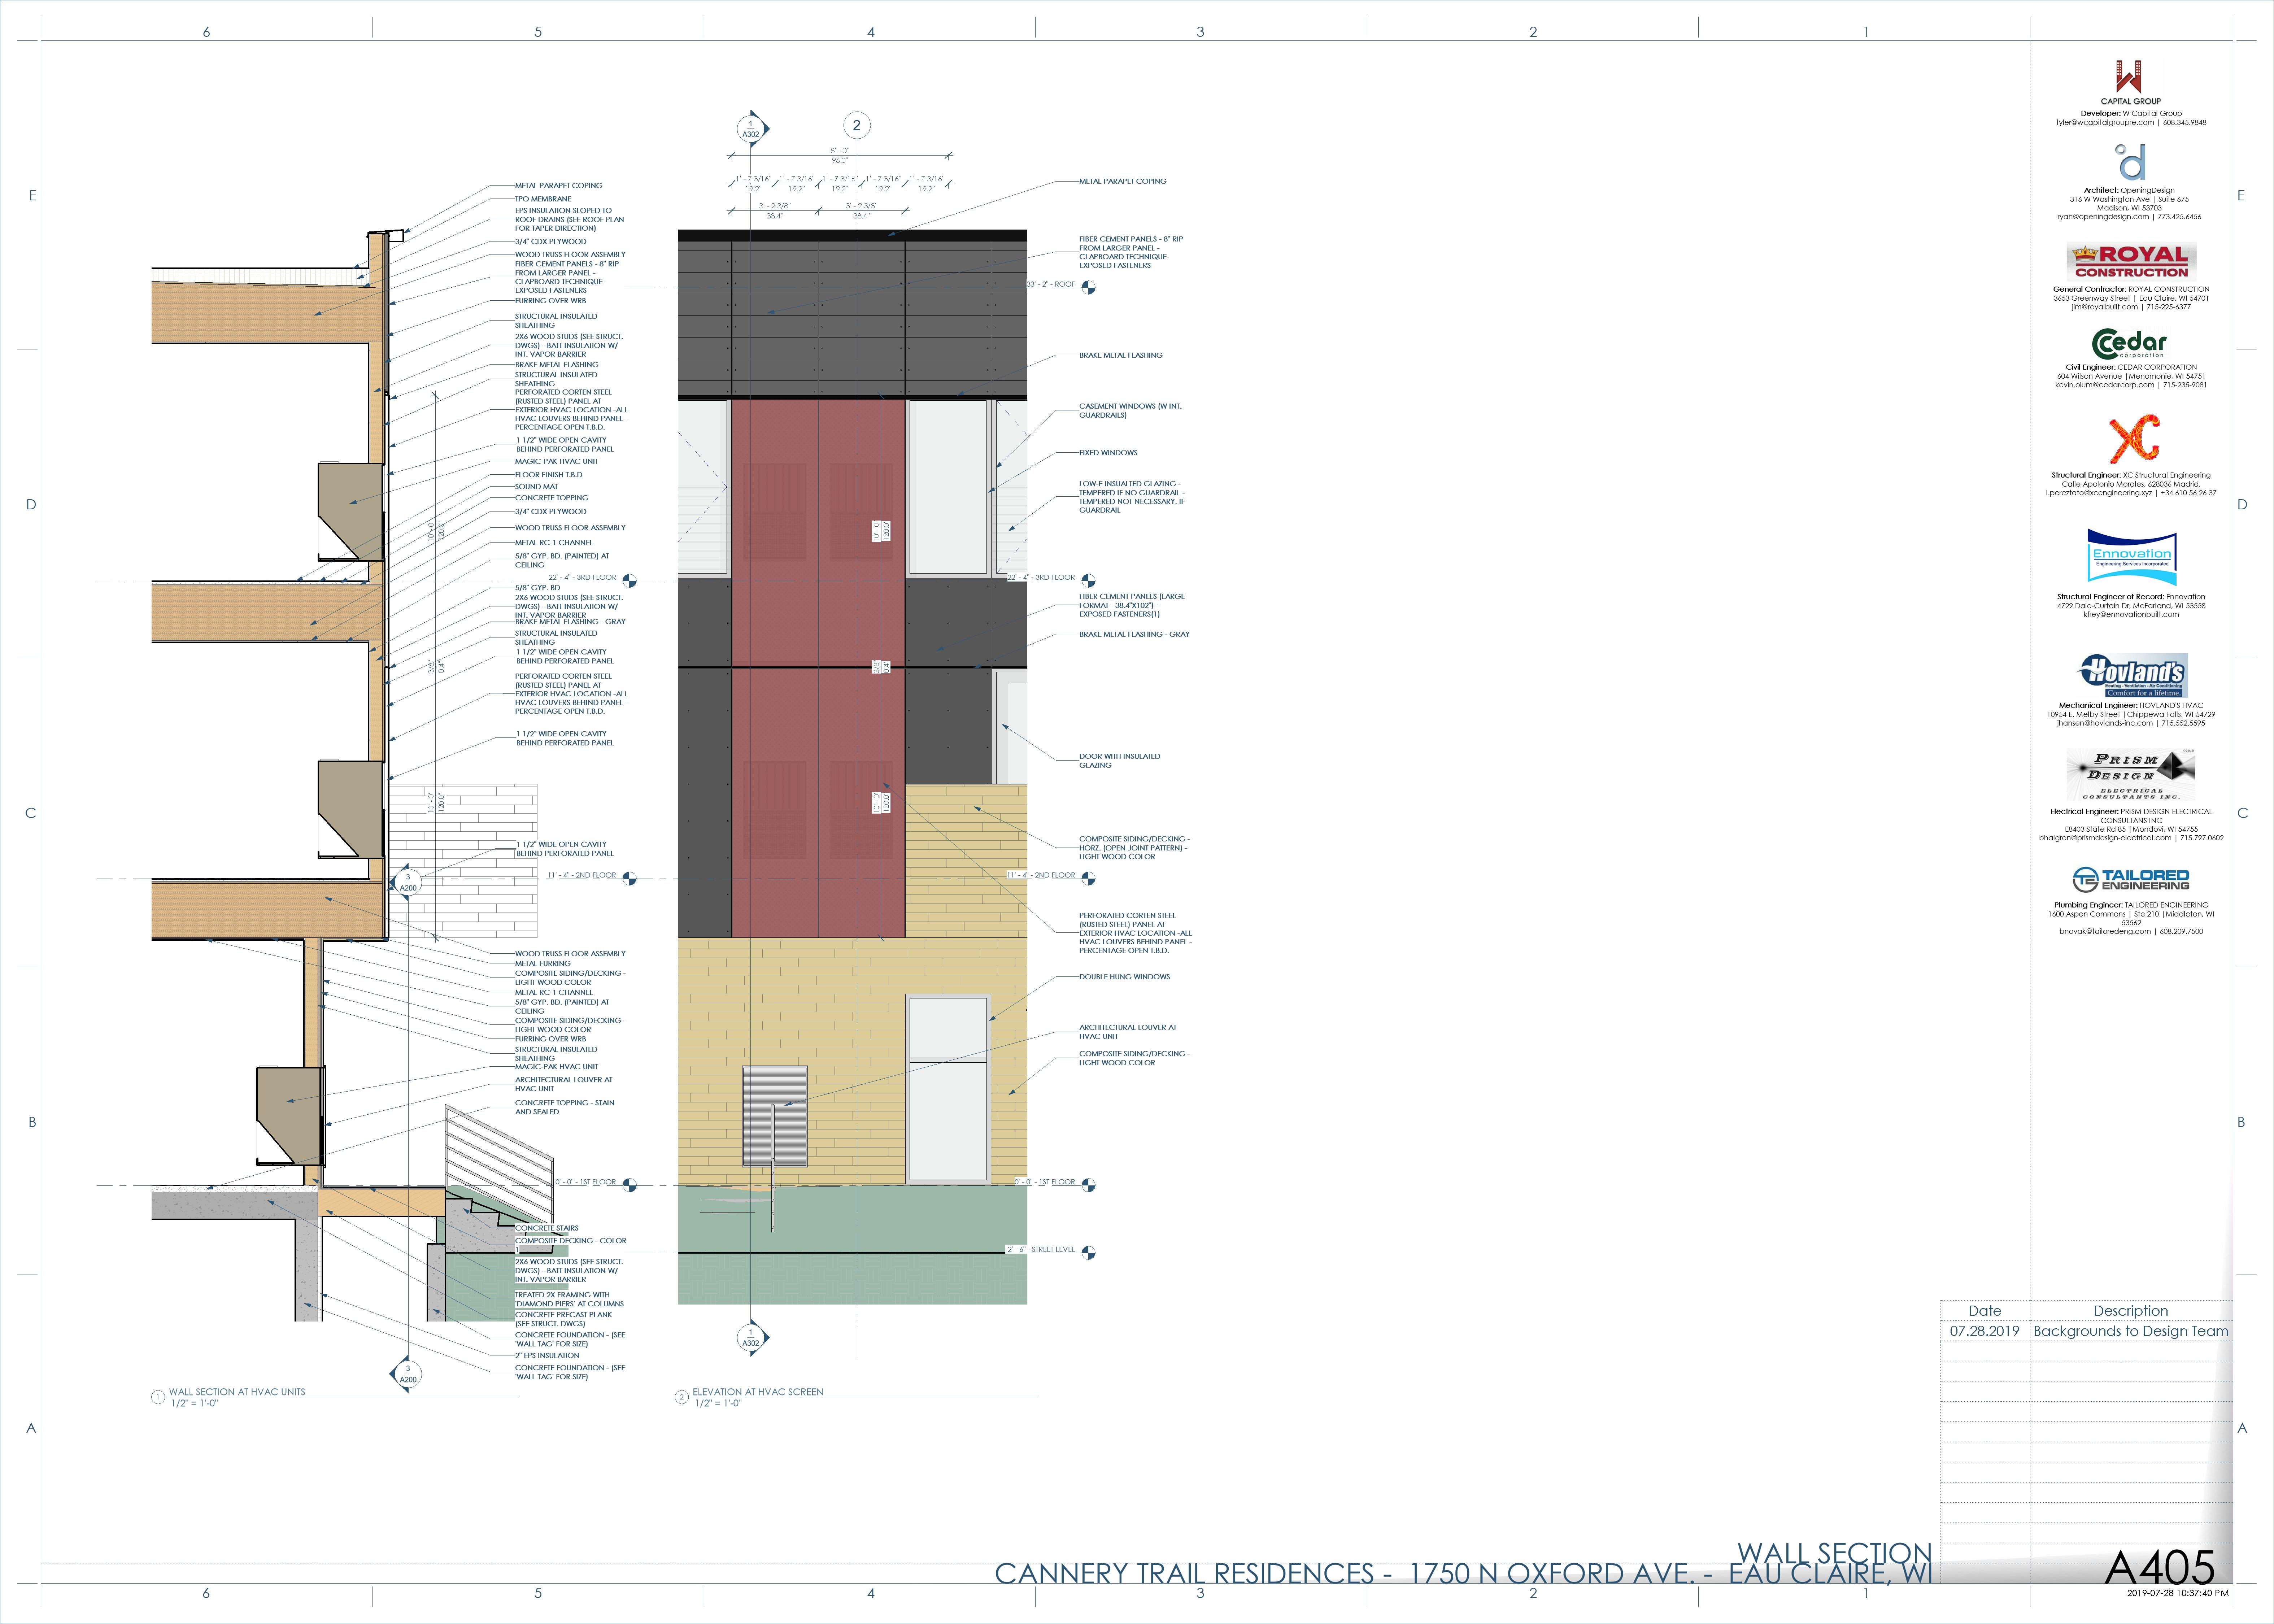 6 5 4 3 2 1
E
D
C
B
A
METAL PARAPET COPING
TPO MEMBRANE
EPS INSULATION SLOPED TO
ROOF DRAINS (SEE ROOF PLAN
FOR TAPER DIRECTION)
3/4" CDX PLYWOOD
WOOD TRUSS FLOOR ASSEMBLY
FIBER CEMENT PANELS - 8" RIP
FROM LARGER PANEL -
CLAPBOARD TECHNIQUE-
EXPOSED FASTENERS
FURRING OVER WRB
STRUCTURAL INSULATED
SHEATHING
2X6 WOOD STUDS (SEE STRUCT.
DWGS) - BATT INSULATION W/
INT. VAPOR BARRIER
BRAKE METAL FLASHING
STRUCTURAL INSULATED
SHEATHING
PERFORATED CORTEN STEEL
(RUSTED STEEL) PANEL AT
EXTERIOR HVAC LOCATION -ALL
HVAC LOUVERS BEHIND PANEL -
PERCENTAGE OPEN T.B.D.
1 1/2" WIDE OPEN CAVITY
BEHIND PERFORATED PANEL
MAGIC-PAK HVAC UNIT
FLOOR FINISH T.B.D
SOUND MAT
CONCRETE TOPPING
3/4" CDX PLYWOOD
WOOD TRUSS FLOOR ASSEMBLY
METAL RC-1 CHANNEL
5/8" GYP. BD. (PAINTED) AT
CEILING
22' - 4" - 3RD FLOOR
5/8" GYP. BD
2X6 WOOD STUDS (SEE STRUCT.
DWGS) - BATT INSULATION W/
INT. VAPOR BARRIER
BRAKE METAL FLASHING - GRAY
STRUCTURAL INSULATED
SHEATHING
1 1/2" WIDE OPEN CAVITY
BEHIND PERFORATED PANEL
PERFORATED CORTEN STEEL
(RUSTED STEEL) PANEL AT
EXTERIOR HVAC LOCATION -ALL
HVAC LOUVERS BEHIND PANEL -
PERCENTAGE OPEN T.B.D.
1 1/2" WIDE OPEN CAVITY
BEHIND PERFORATED PANEL
1 1/2" WIDE OPEN CAVITY
BEHIND PERFORATED PANEL
11' - 4" - 2ND FLOOR
WOOD TRUSS FLOOR ASSEMBLY
METAL FURRING
COMPOSITE SIDING/DECKING -
LIGHT WOOD COLOR
METAL RC-1 CHANNEL
5/8" GYP. BD. (PAINTED) AT
CEILING
COMPOSITE SIDING/DECKING -
LIGHT WOOD COLOR
FURRING OVER WRB
STRUCTURAL INSULATED
SHEATHING
MAGIC-PAK HVAC UNIT
ARCHITECTURAL LOUVER AT
HVAC UNIT
CONCRETE TOPPING - STAIN
AND SEALED
0' - 0" - 1ST FLOOR
CONCRETE STAIRS
COMPOSITE DECKING - COLOR
1
2X6 WOOD STUDS (SEE STRUCT.
DWGS) - BATT INSULATION W/
INT. VAPOR BARRIER
TREATED 2X FRAMING WITH
'DIAMOND PIERS' AT COLUMNS
CONCRETE PRECAST PLANK
(SEE STRUCT. DWGS)
CONCRETE FOUNDATION - (SEE
'WALL TAG' FOR SIZE)
2" EPS INSULATION
CONCRETE FOUNDATION - (SEE
'WALL TAG' FOR SIZE)
10' - 0"
120.0"
3/8"
0.4"
10' - 0"
120.0"
3
A200
3
A200
1 WALL SECTION AT HVAC UNITS
1/2" = 1'-0"
1
A302
2
8' - 0"
96.0"
1' - 7 3/16" 1' - 7 3/16" 1' - 7 3/16" 1' - 7 3/16" 1' - 7 3/16"
19.2" 19.2" 19.2" 19.2" 19.2"
3' - 2 3/8" 3' - 2 3/8"
38.4" 38.4"
10' - 0"
120.0"
3/8"
0.4"
10' - 0"
120.0"
METAL PARAPET COPING
FIBER CEMENT PANELS - 8" RIP
FROM LARGER PANEL -
CLAPBOARD TECHNIQUE-
EXPOSED FASTENERS
33' - 2" - ROOF
BRAKE METAL FLASHING
CASEMENT WINDOWS (W INT.
GUARDRAILS)
FIXED WINDOWS
LOW-E INSUALTED GLAZING -
TEMPERED IF NO GUARDRAIL -
TEMPERED NOT NECESSARY, IF
GUARDRAIL
22' - 4" - 3RD FLOOR
FIBER CEMENT PANELS (LARGE
FORMAT - 38.4"X102") -
EXPOSED FASTENERS(1)
BRAKE METAL FLASHING - GRAY
DOOR WITH INSULATED
GLAZING
COMPOSITE SIDING/DECKING -
HORZ. (OPEN JOINT PATTERN) -
LIGHT WOOD COLOR
11' - 4" - 2ND FLOOR
PERFORATED CORTEN STEEL
(RUSTED STEEL) PANEL AT
EXTERIOR HVAC LOCATION -ALL
HVAC LOUVERS BEHIND PANEL -
PERCENTAGE OPEN T.B.D.
DOUBLE HUNG WINDOWS
ARCHITECTURAL LOUVER AT
HVAC UNIT
COMPOSITE SIDING/DECKING -
LIGHT WOOD COLOR
0' - 0" - 1ST FLOOR
-2' - 6" - STREET LEVEL
1
A302
2 ELEVATION AT HVAC SCREEN
1/2" = 1'-0"
W
CAPITAL GROUP
Developer: W Capital Group
tyler@wcapitalgroupre.com | 608.345.9848
d
Architect: OpeningDesign
316 W Washington Ave | Suite 675
Madison, WI 53703
ryan@openingdesign.com | 773.425.6456
ROYAL
CONSTRUCTION
General Contractor: ROYAL CONSTRUCTION
3653 Greenway Street | Eau Claire, WI 54701
jim@royalbuilt.com | 715-225-6377
Cedar
corporation
Civil Engineer: CEDAR CORPORATION
604 Wilson Avenue |Menomonie, WI 54751
kevin.oium@cedarcorp.com | 715-235-9081
XC
Structural Engineer: XC Structural Engineering
Calle Apolonio Morales, 628036 Madrid,
l.pereztato@xcengineering.xyz | +34 610 56 26 37
Ennovation
Engineering Services Incorporated
Structural Engineer of Record: Ennovation
4729 Dale-Curtain Dr, McFarland, WI 53558
kfrey@ennovationbuilt.com
Hovland's
Heating - Ventilation - Air Conditioning
Comfort for a lifetime.
Mechanical Engineer: HOVLAND'S HVAC
10954 E. Melby Street |Chippewa Falls, WI 54729
jhansen@hovlands-inc.com | 715.552.5595
PRISM
DESIGN
ELECTRICAL
CONSULTANTS INC.
Electrical Engineer: PRISM DESIGN ELECTRICAL
CONSULTANS INC
E8403 State Rd 85 |Mondovi, WI 54755
bhalgren@prismdesign-electrical.com | 715.797.0602
TE TAILORED
ENGINEERING
Plumbing Engineer: TAILORED ENGINEERING
1600 Aspen Commons | Ste 210 |Middleton, WI
53562
bnovak@tailoredeng.com | 608.209.7500
E
D
C
B
A
Date Description
07.28.2019 Backgrounds to Design Team
WALL SECTION
CANNERY TRAIL RESIDENCES - 1750 N OXFORD AVE. - EAU CLAIRE, WI
A405
2019-07-28 10:37:40 PM
6 5 4 3 2 1